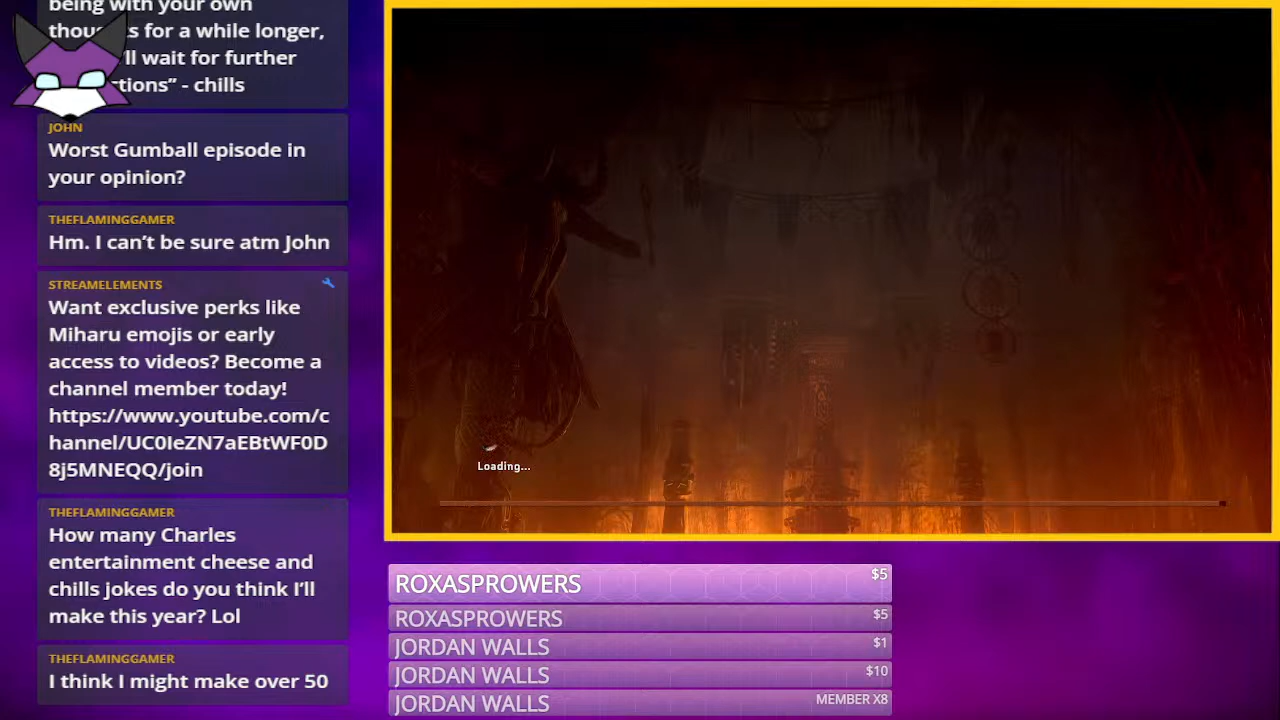 being with your own
for a while longer,
'll wait for further
- chills
JOHN
Worst Gumball episode in
your opinion?
THEFLAMINGGAMER
Hm. I can't be sure atm John
STREAMELEMENTS
Want exclusive perks like
Miharu emojis or early
access to videos? Become a
channel member today!
https://www.youtube.com/c
hannel/UC0IeZN7aEBtWF0D
8j5MNEQQ/join
THEFLAMINGGAMER
How many Charles
entertainment cheese and
chills jokes do you think I'll
make this year? Lol
THEFLAMINGGAMER
I think I might make over 50
Loading...
ROXASPROWERS $5
ROXASPROWERS $5
JORDAN WALLS $1
JORDAN WALLS $10
JORDAN WALLS MEMBER X8